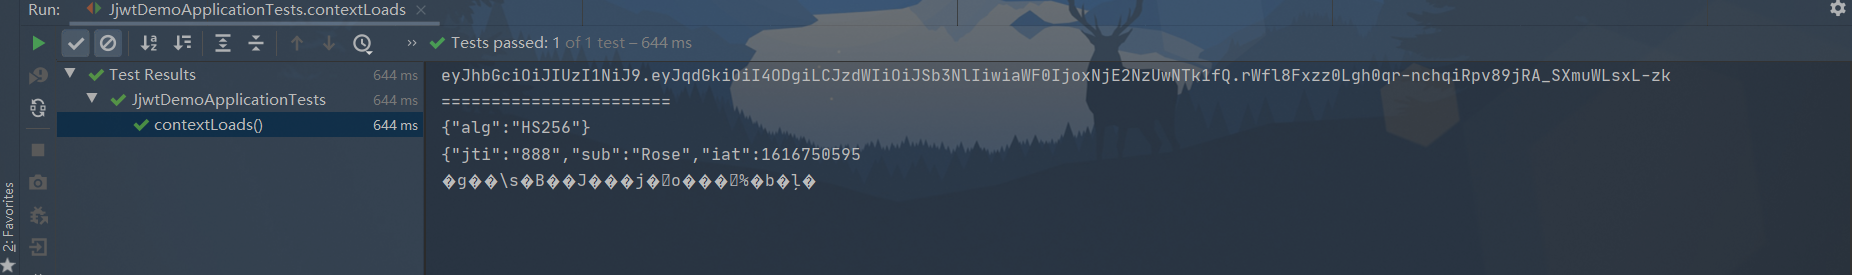 Run: JjwtDemoApplicationTests.contextLoads ×
» Tests passed: 1 of 1 test – 644 ms
Test Results 644 ms
JjwtDemoApplicationTests 644 ms
contextLoads() 644 ms
eyJhbGciOiJIUzI1NiJ9.eyJqdGkiOiI4ODgiLCJzdWIiOiJSb3NlIiwiaWF0IjoxNjE2NzUwNTk1fQ.rWfl8Fxzz0Lgh0qr-nchqiRpv89jRA_SXmuWLsxL-zk
========================
{"alg":"HS256"}
{"jti":"888","sub":"Rose","iat":1616750595
�g��\s�B��J���j�o���%�b�ļ�
2: Favorites